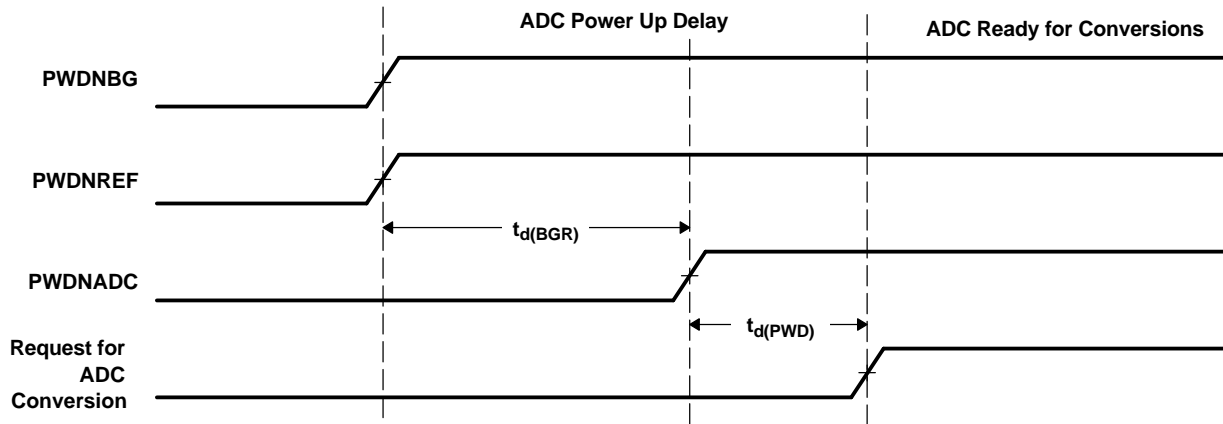 ADC Power Up Delay
ADC Ready for Conversions
PWDNBG
PWDNREF
td(BGR)
PWDNADC
td(PWD)
Request for
ADC
Conversion